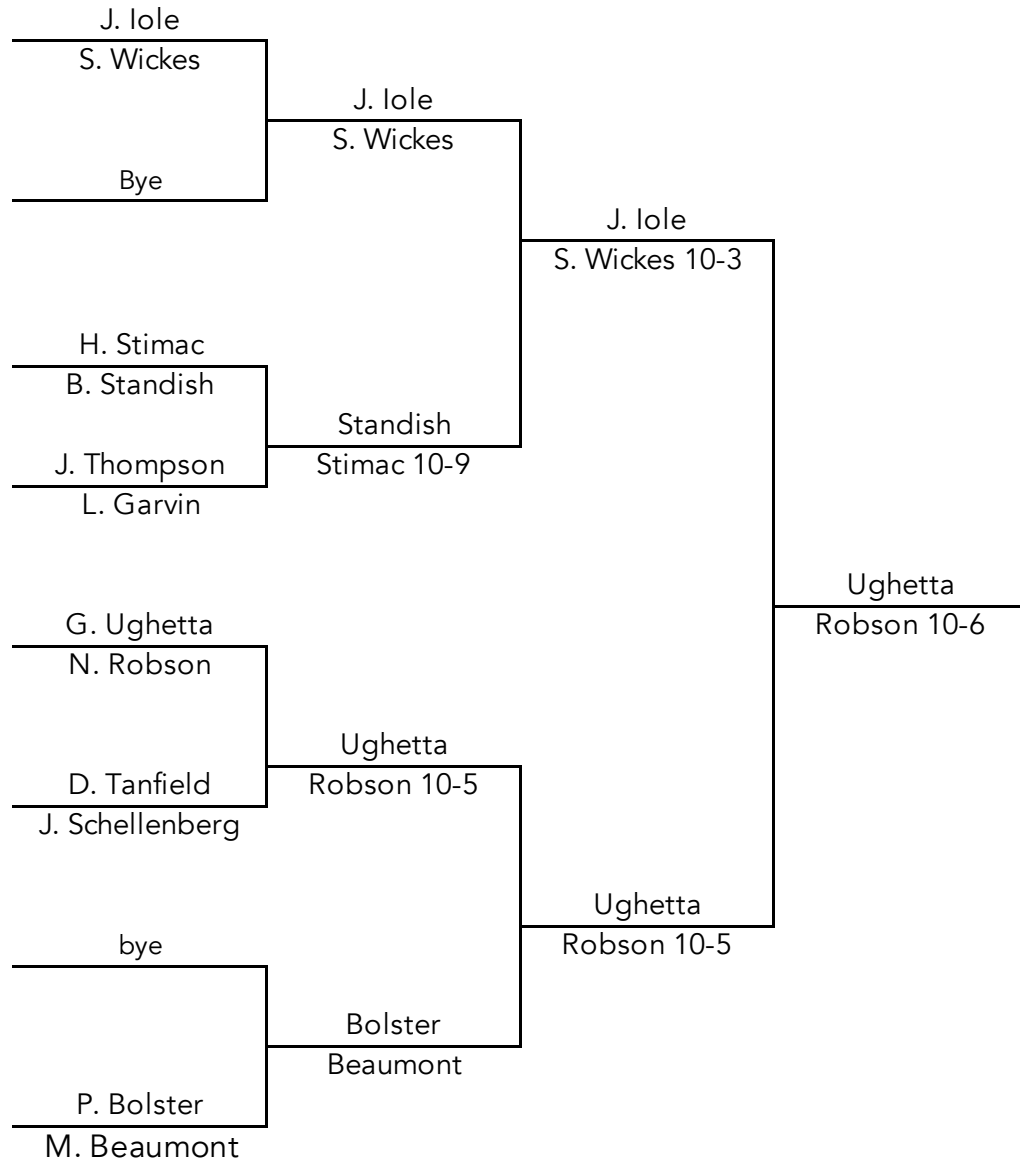 J. Iole
S. Wickes
Bye
H. Stimac
B. Standish
J. Thompson
L. Garvin
G. Ughetta
N. Robson
D. Tanfield
J. Schellenberg
bye
P. Bolster
M. Beaumont
J. Iole
S. Wickes
Standish
Stimac 10-9
Ughetta
Robson 10-5
Bolster
Beaumont
J. Iole
S. Wickes 10-3
Ughetta
Robson 10-5
Ughetta
Robson 10-6